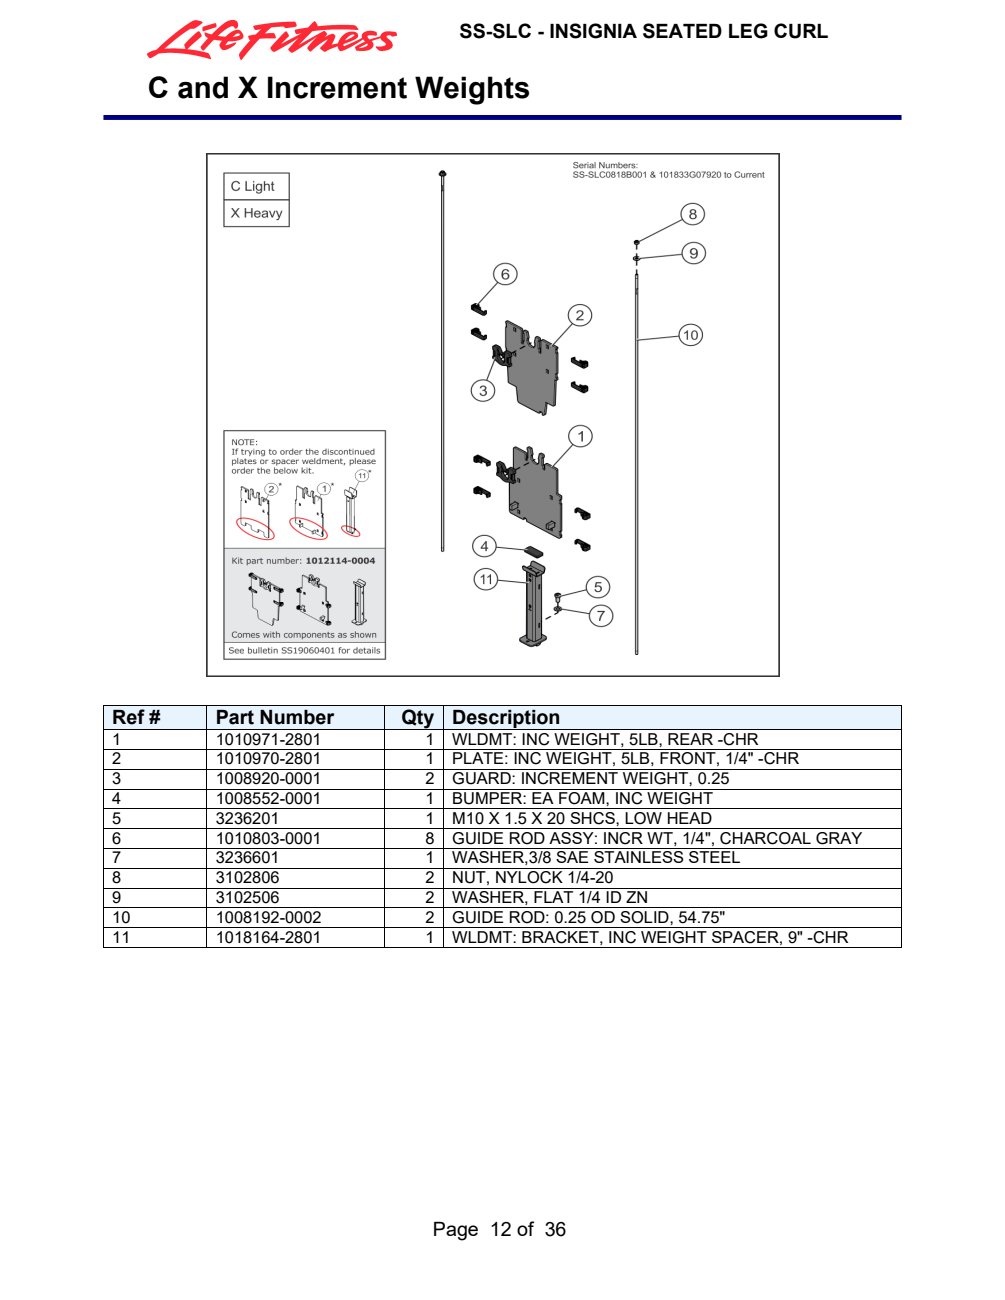 Life Fitness
SS-SLC - INSIGNIA SEATED LEG CURL
C and X Increment Weights
Serial Numbers:
SS-SLC0818B001 & 101833G07920 to Current
C Light
X Heavy
8
9
6
2
10
3
1
NOTE:
If trying to order the discontinued
plates or spacer weldment, please
order the below kit.
2*
1*
11*
4
11
5
7
Kit part number: 1012114-0004
Comes with components as shown
See bulletin SS19060401 for details
Ref # Part Number Qty Description
1 1010971-2801 1 WLDMT: INC WEIGHT, 5LB, REAR -CHR
2 1010970-2801 1 PLATE: INC WEIGHT, 5LB, FRONT, 1/4" -CHR
3 1008920-0001 2 GUARD: INCREMENT WEIGHT, 0.25
4 1008552-0001 1 BUMPER: EA FOAM, INC WEIGHT
5 3236201 1 M10 X 1.5 X 20 SHCS, LOW HEAD
6 1010803-0001 8 GUIDE ROD ASSY: INCR WT, 1/4", CHARCOAL GRAY
7 3236601 1 WASHER,3/8 SAE STAINLESS STEEL
8 3102806 2 NUT, NYLOCK 1/4-20
9 3102506 2 WASHER, FLAT 1/4 ID ZN
10 1008192-0002 2 GUIDE ROD: 0.25 OD SOLID, 54.75"
11 1018164-2801 1 WLDMT: BRACKET, INC WEIGHT SPACER, 9" -CHR
Page 12 of 36